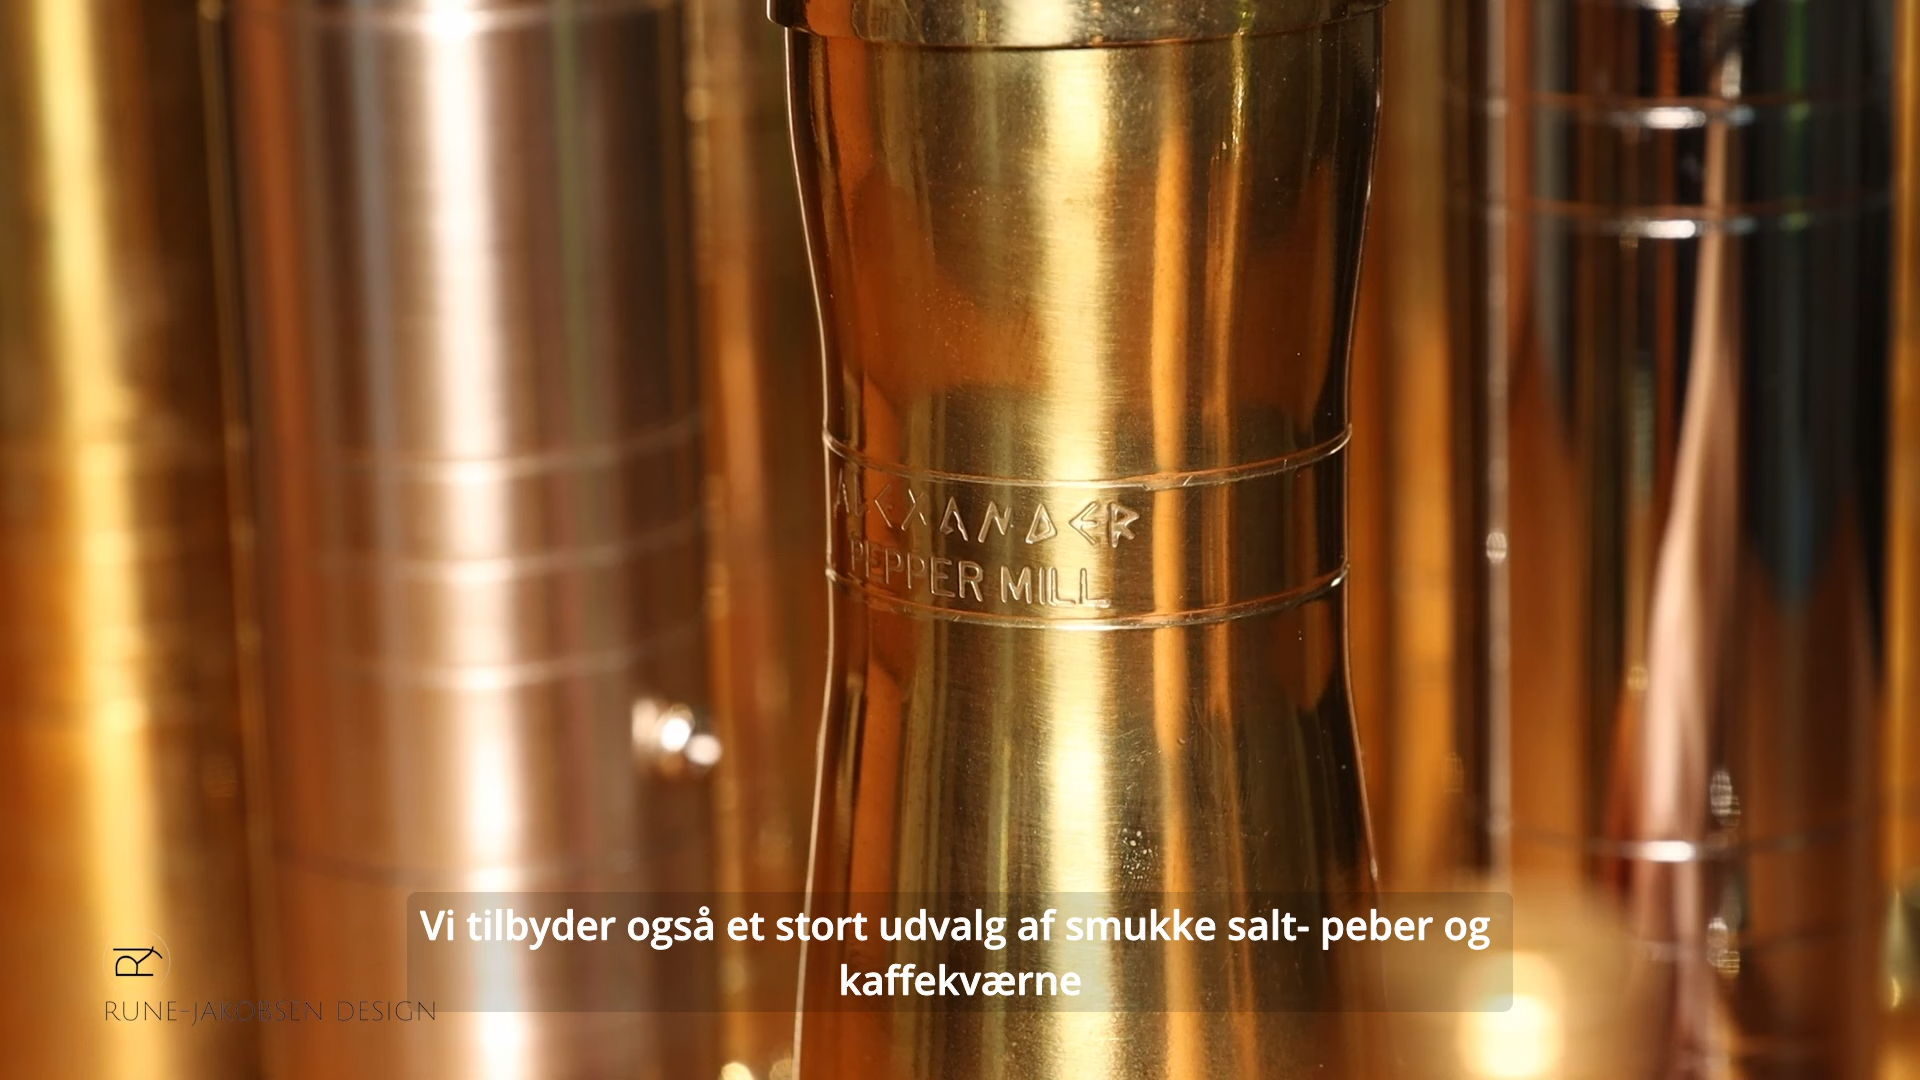 ALEXANDER
PEPPER MILL
Vi tilbyder også et stort udvalg af smukke salt- peber og
kaffekværne
RUNE-JAKOBSEN DESIGN